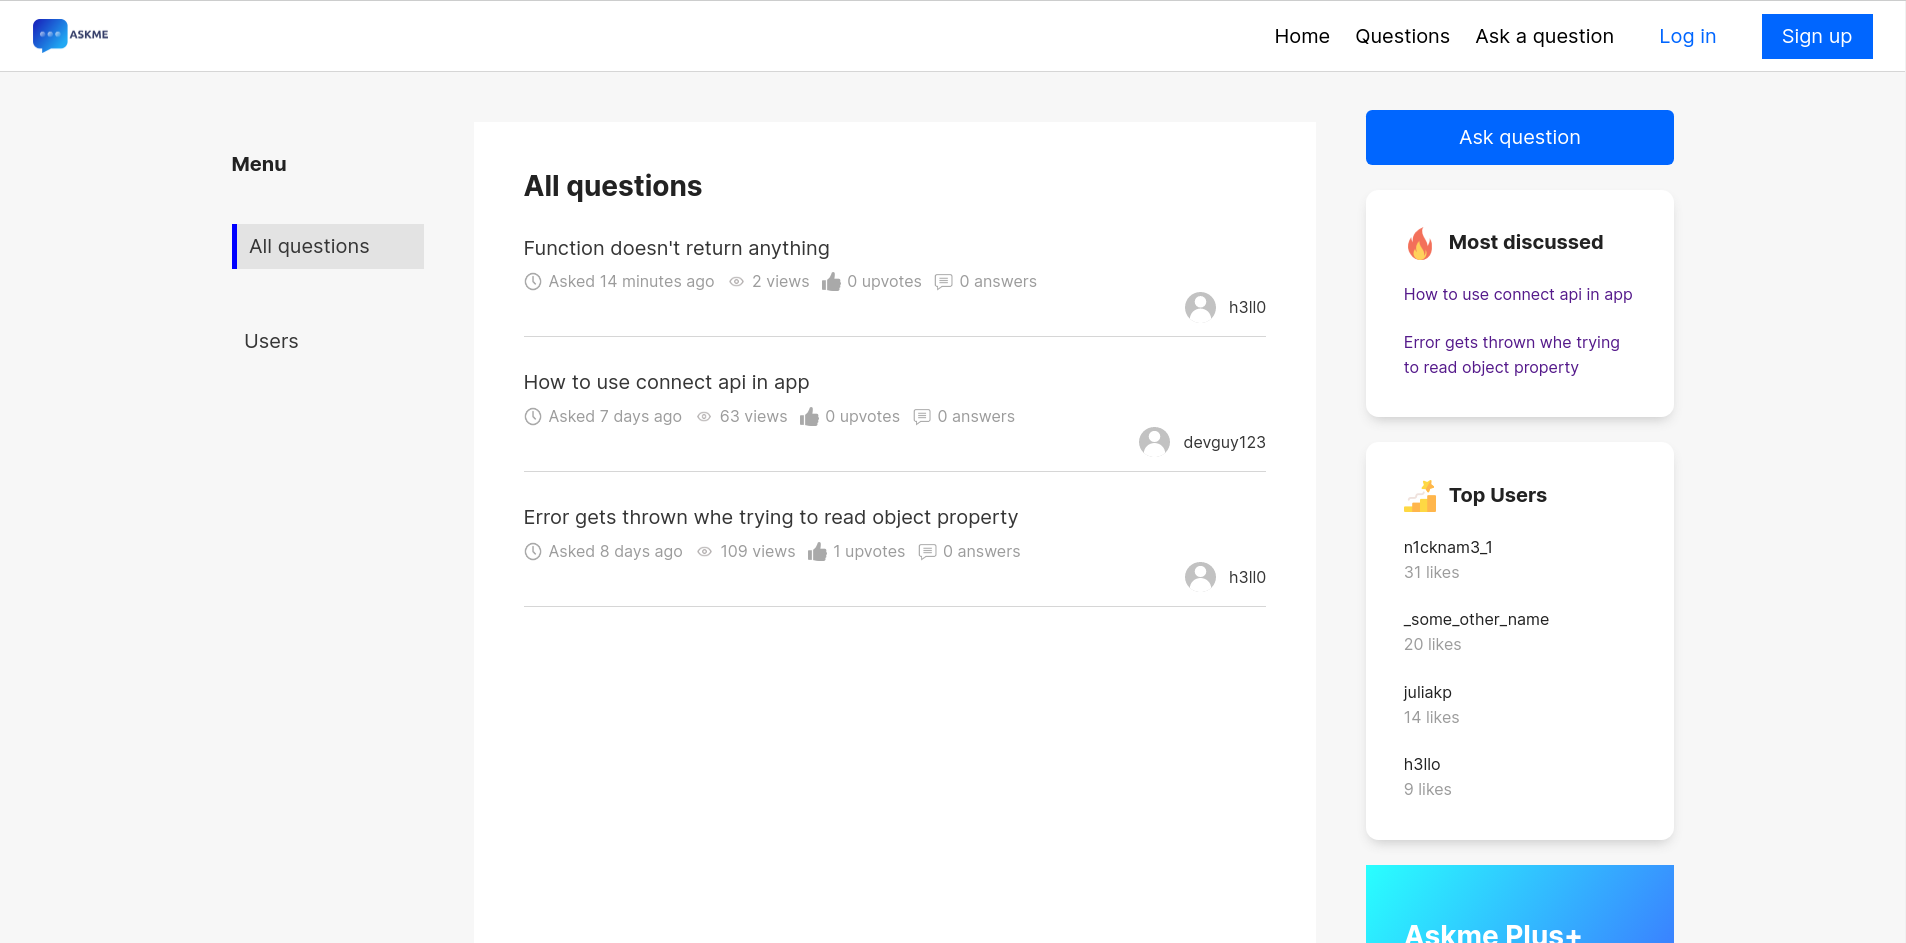 ASKME
Home Questions Ask a question Log in Sign up
Menu
All questions
Users
All questions
Function doesn't return anything
Asked 14 minutes ago 2 views 0 upvotes 0 answers
h3ll0
How to use connect api in app
Asked 7 days ago 63 views 0 upvotes 0 answers
devguy123
Error gets thrown whe trying to read object property
Asked 8 days ago 109 views 1 upvotes 0 answers
h3ll0
Ask question
Most discussed
How to use connect api in app
Error gets thrown whe trying
to read object property
Top Users
n1cknam3_1
31 likes
_some_other_name
20 likes
juliakp
14 likes
h3llo
9 likes
Askme Plus+